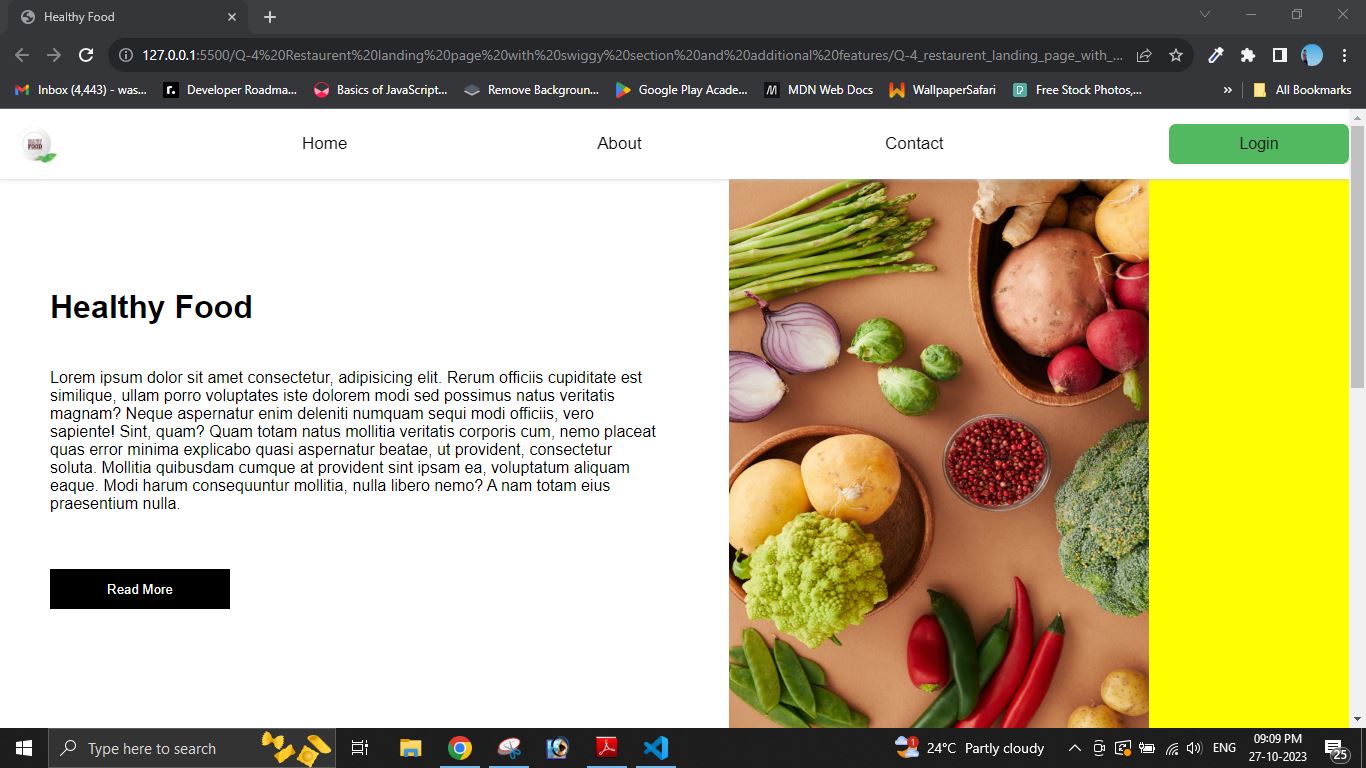 Healthy Food
127.0.0.1:5500/Q-4%20Restaurent%20landing%20page%20with%20swiggy%20section%20and%20additional%20features/Q-4_restaurent_landing_page_with_...
Inbox (4,443) - was...
Developer Roadma...
Basics of JavaScript...
Remove Backgroun...
Google Play Acade...
MDN Web Docs
WallpaperSafari
Free Stock Photos,...
»
All Bookmarks
HEALTHY
FOOD
Home
About
Contact
Login
Healthy Food
Lorem ipsum dolor sit amet consectetur, adipisicing elit. Rerum officiis cupiditate est
similique, ullam porro voluptates iste dolorem modi sed possimus natus veritatis
magnam? Neque aspernatur enim deleniti numquam sequi modi officiis, vero
sapiente! Sint, quam? Quam totam natus mollitia veritatis corporis cum, nemo placeat
quas error minima explicabo quasi aspernatur beatae, ut provident, consectetur
soluta. Mollitia quibusdam cumque at provident sint ipsam ea, voluptatum aliquam
eaque. Modi harum consequuntur mollitia, nulla libero nemo? A nam totam eius
praesentium nulla.
Read More
Type here to search
1
24°C Partly cloudy
ENG
09:09 PM
27-10-2023
25